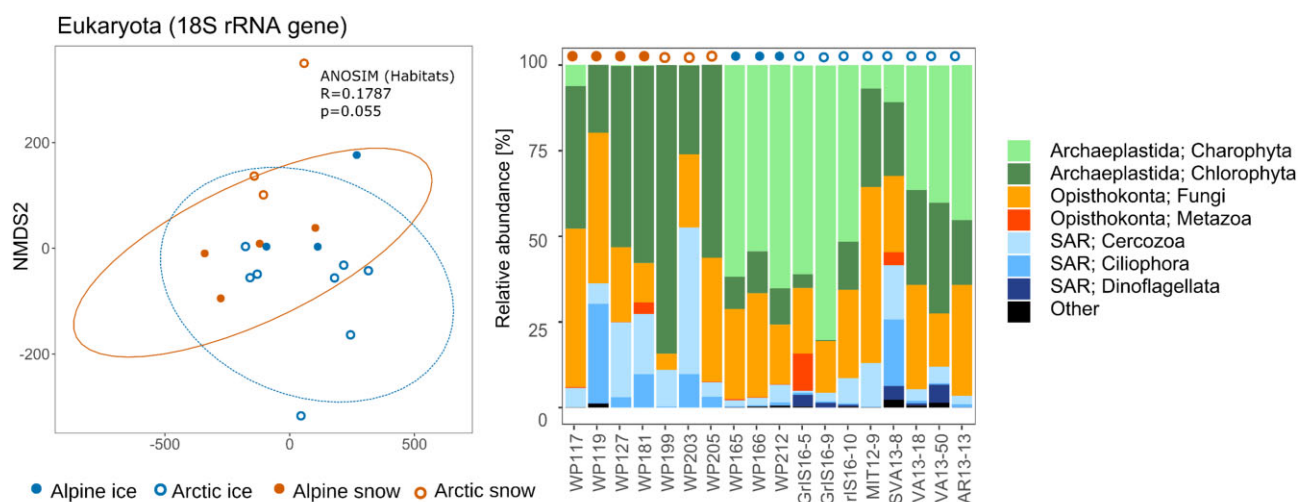 Eukaryota (18S rRNA gene)
ANOSIM (Habitats)
R=0.1787
p=0.055
NMDS2
200
0
-200
-500
0
500
Alpine ice
Arctic ice
Alpine snow
Arctic snow
Relative abundance [%]
100
75
50
25
0
WP117
WP119
WP127
WP181
WP199
WP203
WP205
WP165
WP166
WP212
GrIS16-5
GrIS16-9
rIS16-10
MIT12-9
SVA13-8
VA13-18
VA13-50
AR13-13
Archaeplastida; Charophyta
Archaeplastida; Chlorophyta
Opisthokonta; Fungi
Opisthokonta; Metazoa
SAR; Cercozoa
SAR; Ciliophora
SAR; Dinoflagellata
Other